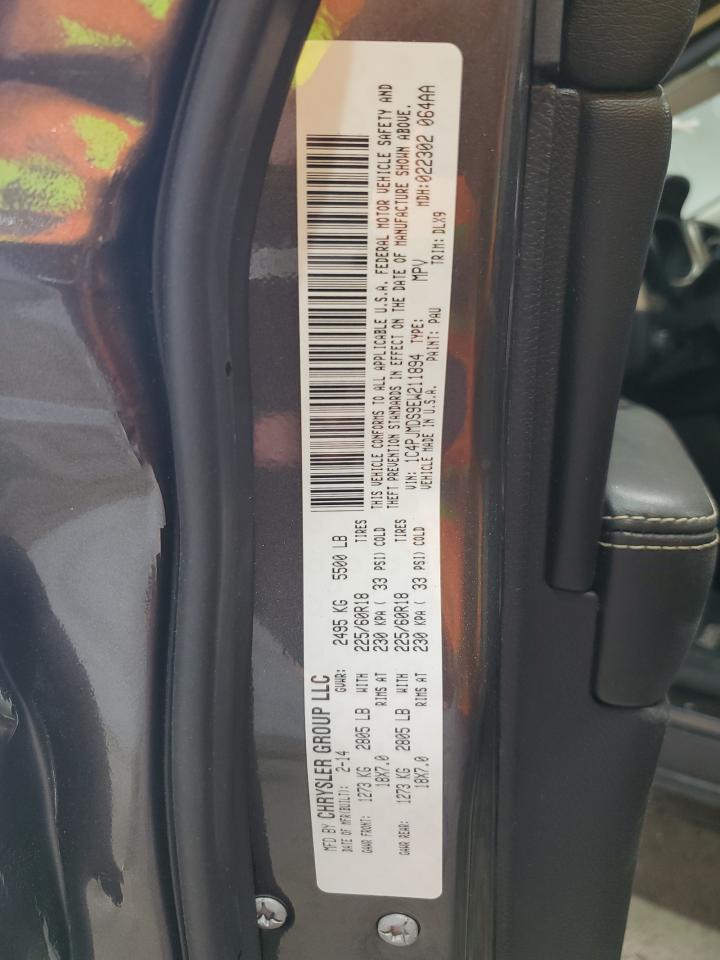 MFD BY CHRYSLER GROUP LLC
DATE OF MFR(BUILT): 2-14 GVWR: 2495 KG 5500 LB
GAWR FRONT: 1273 KG 2805 LB WITH 225/60R18 TIRES
18X7.0 RIMS AT 230 KPA ( 33 PSI) COLD
GAWR REAR: 1273 KG 2805 LB WITH 225/60R18 TIRES
18X7.0 RIMS AT 230 KPA ( 33 PSI) COLD
THIS VEHICLE CONFORMS TO ALL APPLICABLE U.S.A. FEDERAL MOTOR VEHICLE SAFETY AND
THEFT PREVENTION STANDARDS IN EFFECT ON THE DATE OF MANUFACTURE SHOWN ABOVE.
VIN: 1C4PJMDS9EW211894 TYPE: MPV MDH:022302 064AA
VEHICLE MADE IN U.S.A. PAINT: PAU TRIM: DLX9